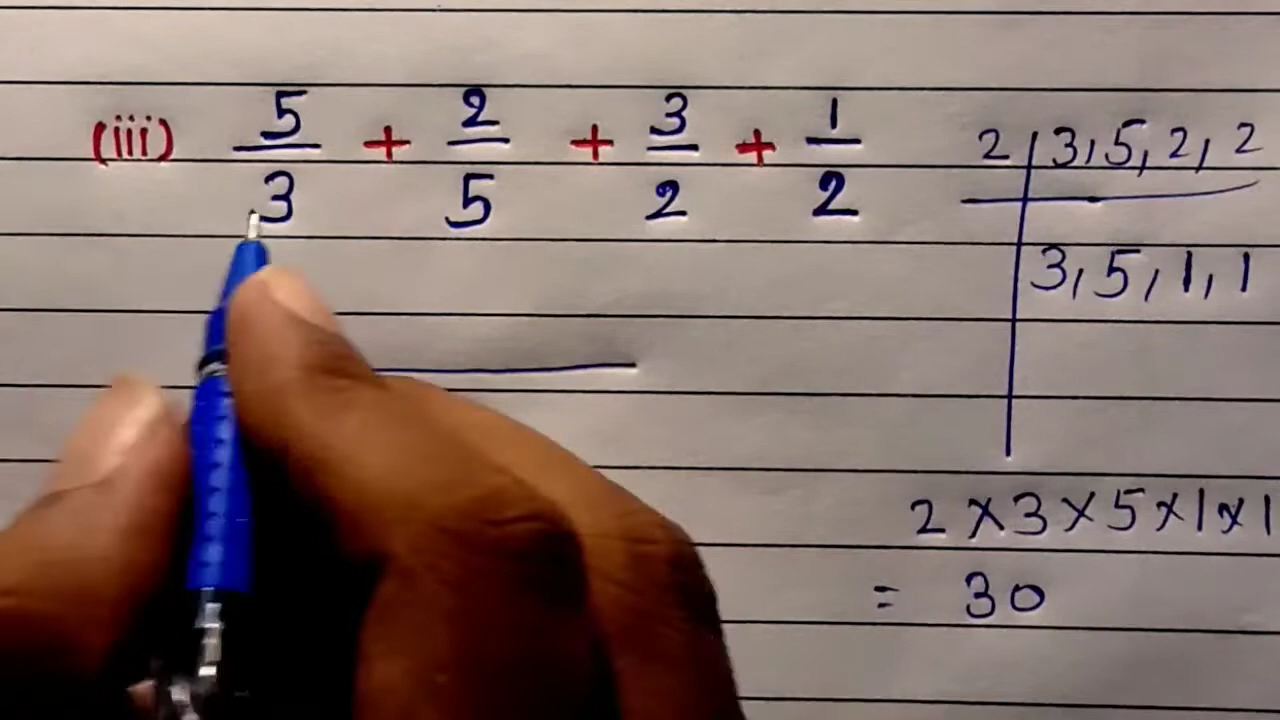 (iii) 5/3 + 2/5 + 3/2 + 1/2
2 | 3, 5, 2, 2
3, 5, 1, 1
2 × 3 × 5 × 1 × 1
= 30